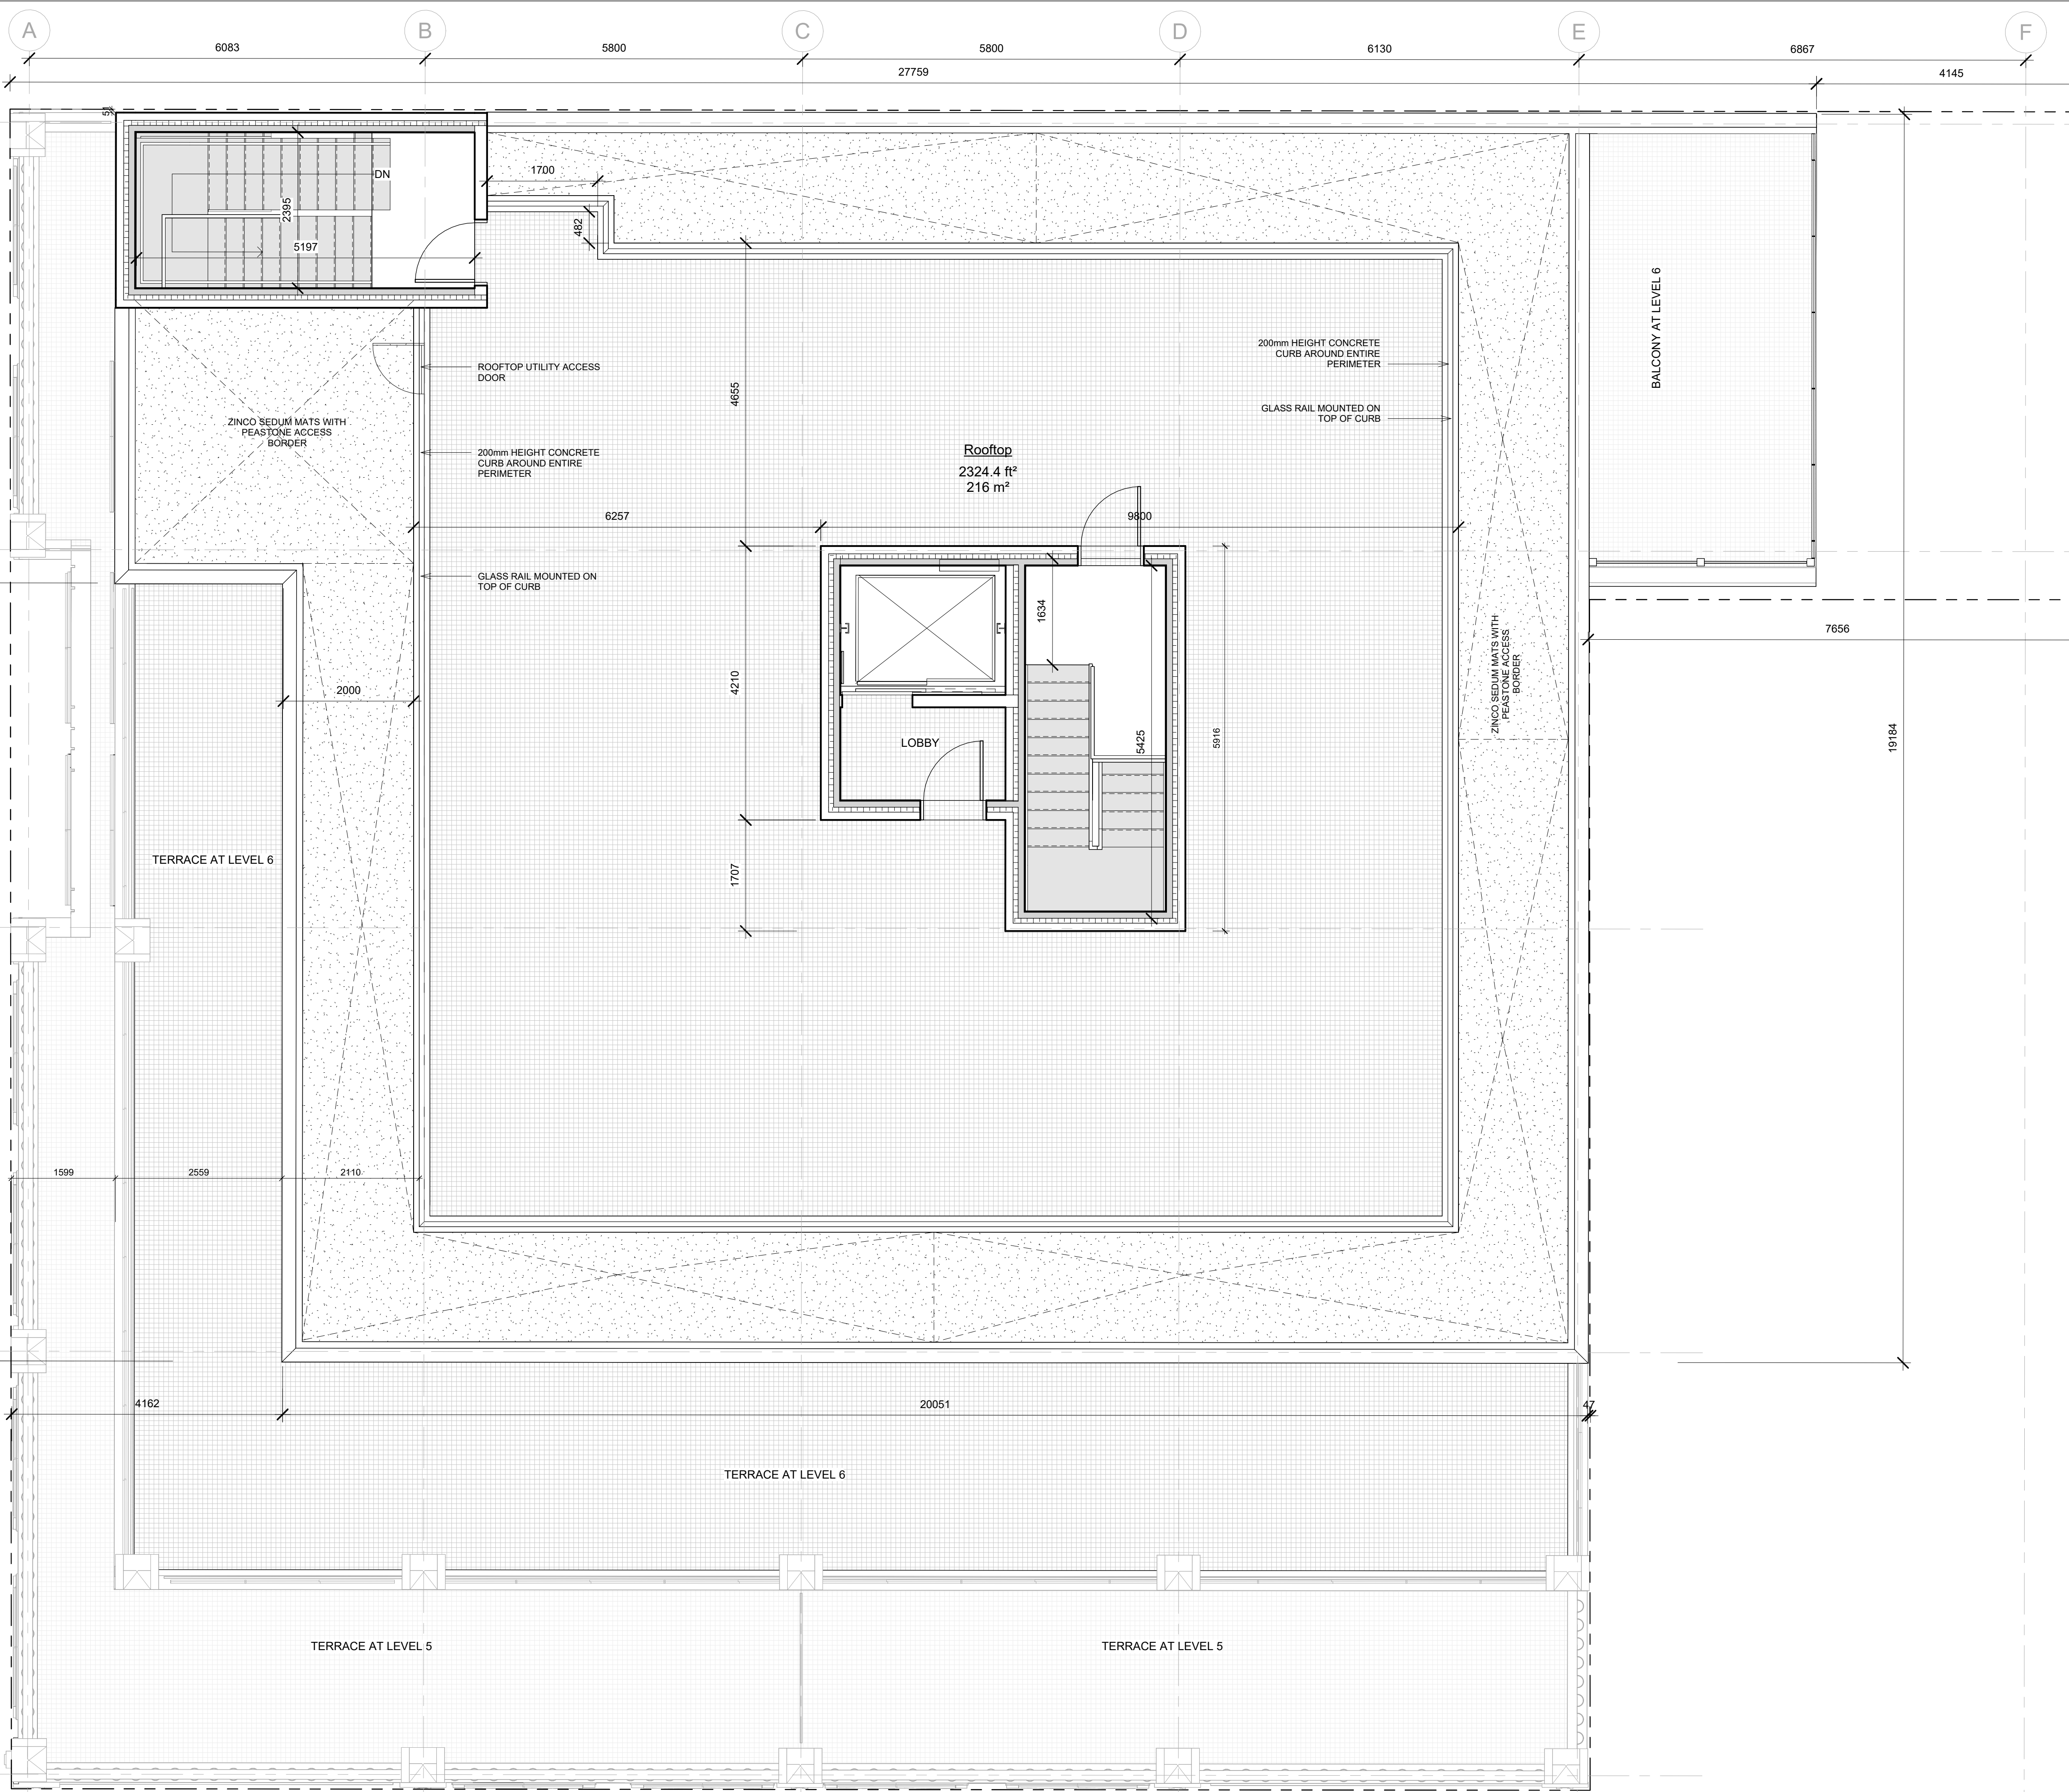 A
B
C
D
E
F
6083
5800
5800
6130
6867
27759
4145
DN
2395
5197
1700
482
4655
ROOFTOP UTILITY ACCESS
DOOR
200mm HEIGHT CONCRETE
CURB AROUND ENTIRE
PERIMETER
GLASS RAIL MOUNTED ON
TOP OF CURB
BALCONY AT LEVEL 6
ZINCO SEDUM MATS WITH
PEASTONE ACCESS
BORDER
200mm HEIGHT CONCRETE
CURB AROUND ENTIRE
PERIMETER
Rooftop
2324.4 ft²
216 m²
6257
9800
GLASS RAIL MOUNTED ON
TOP OF CURB
1634
7656
ZINCO SEDUM MATS WITH
PEASTONE ACCESS
BORDER
2000
4210
LOBBY
5425
5916
19184
TERRACE AT LEVEL 6
1707
1599
2559
2110
4162
20051
47
TERRACE AT LEVEL 6
TERRACE AT LEVEL 5
TERRACE AT LEVEL 5